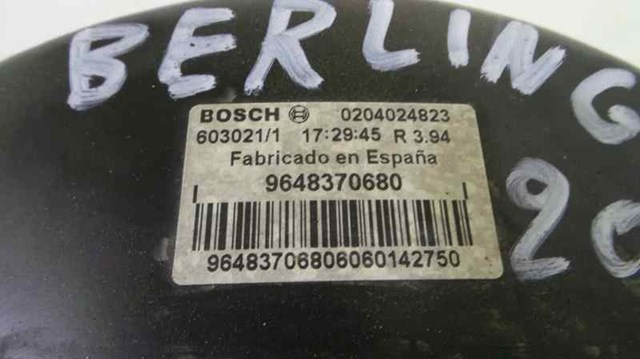 BERLING
BOSCH 0204024823
603021/1 17:29:45 R 3.94
Fabricado en España
9648370680
96483706806060142750
20